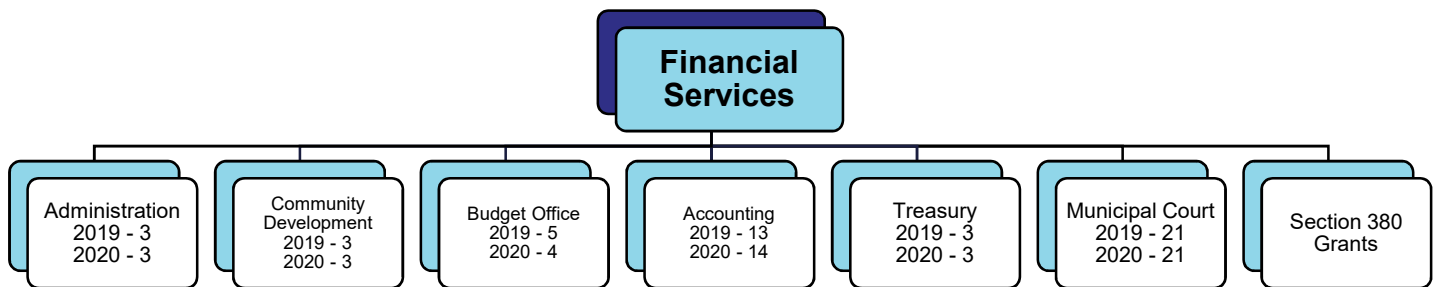 Financial
Services
Administration
2019 - 3
2020 - 3
Community
Development
2019 - 3
2020 - 3
Budget Office
2019 - 5
2020 - 4
Accounting
2019 - 13
2020 - 14
Treasury
2019 - 3
2020 - 3
Municipal Court
2019 - 21
2020 - 21
Section 380
Grants